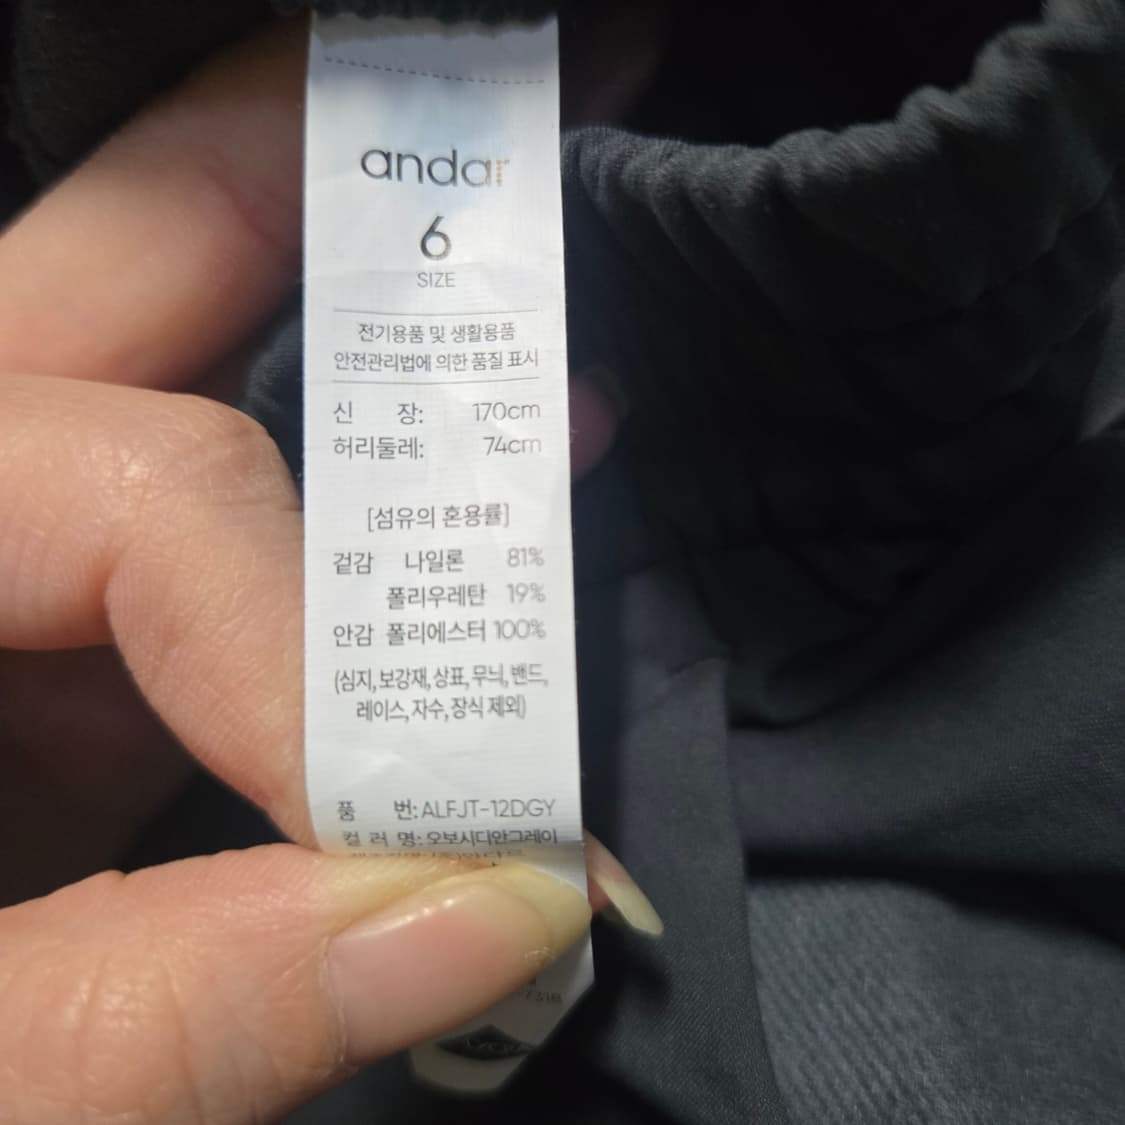 andar
6
SIZE
전기용품 및 생활용품
안전관리법에 의한 품질 표시
신 장: 170cm
허리둘레: 74cm
[섬유의 혼용률]
겉감 나일론 81%
폴리우레탄 19%
안감 폴리에스터 100%
(심지,보강재,상표,무늬,밴드,
레이스,자수,장식 제외)
품 번: ALFJT-12DGY
컬 러 명: 오보시디안그레이